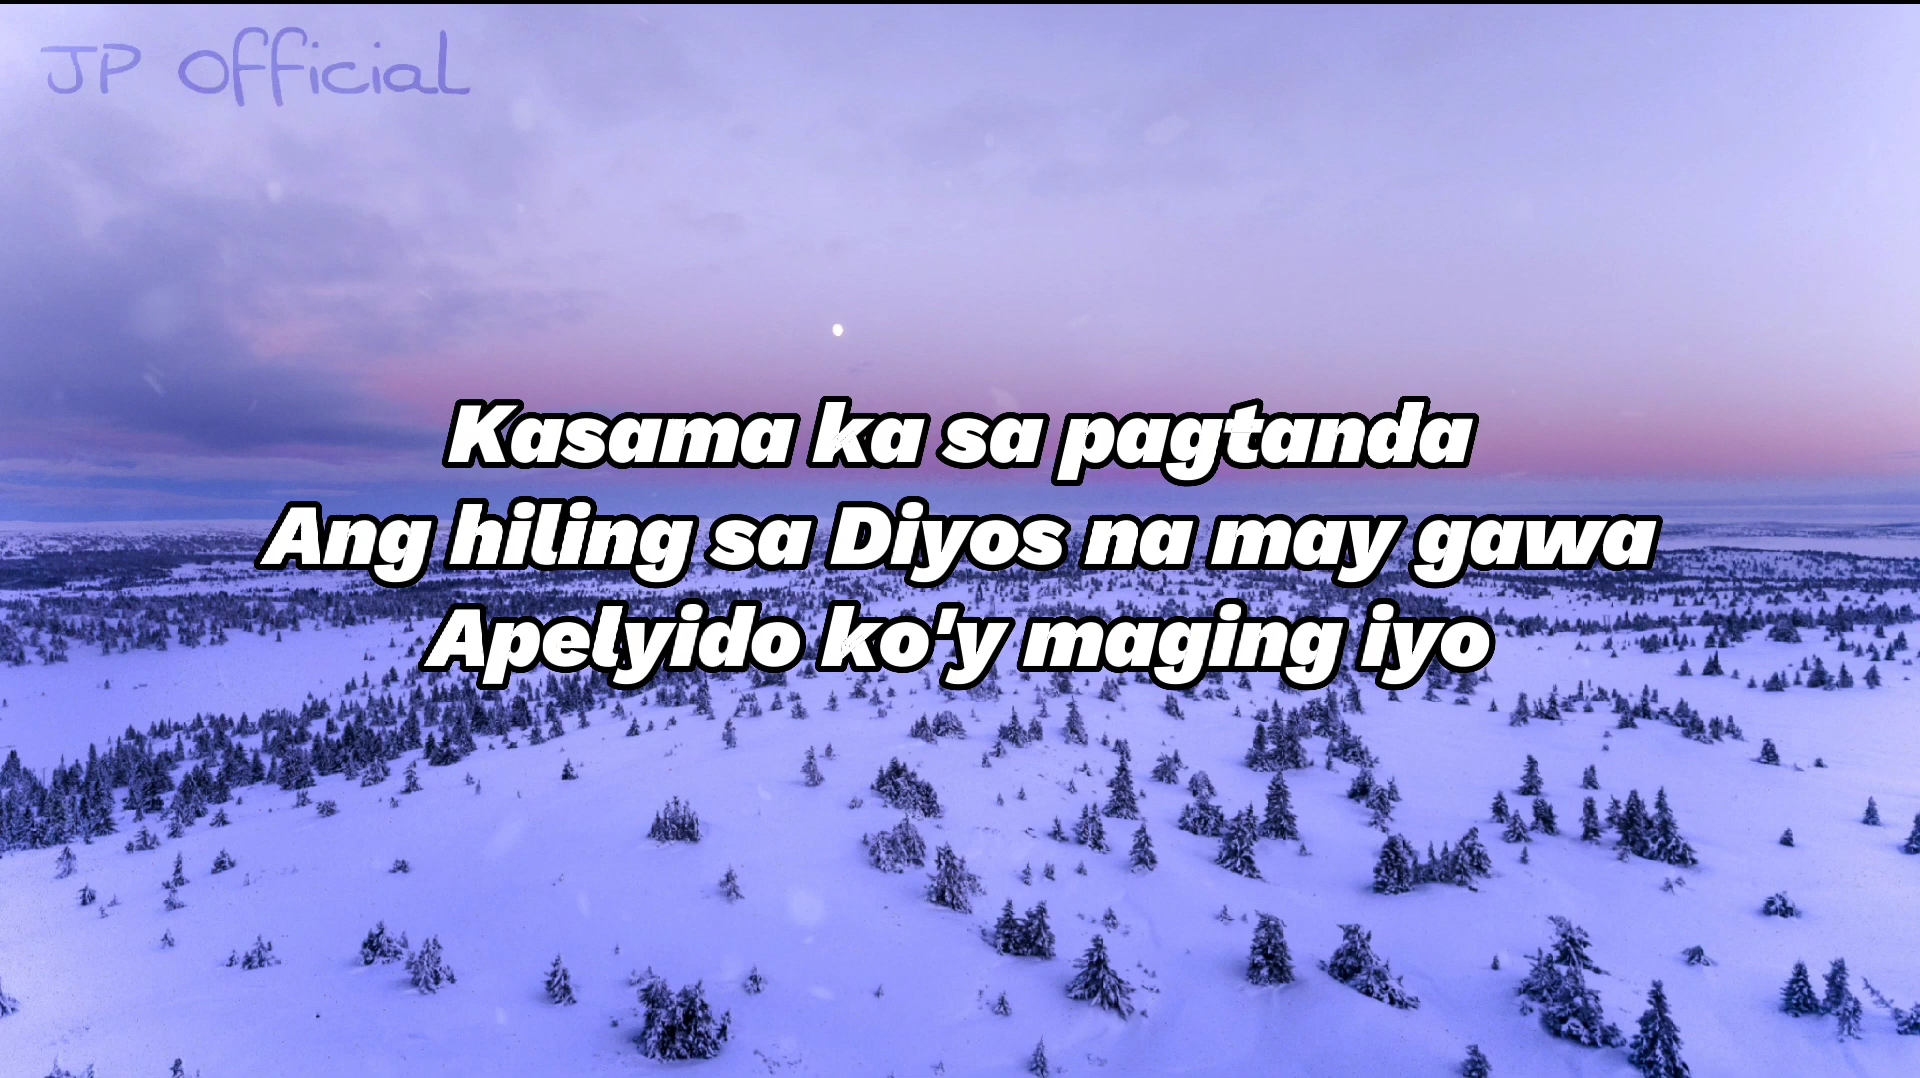 JP Official
Kasama ka sa pagtanda
Ang hiling sa Diyos na may gawa
Apelyido ko'y maging iyo